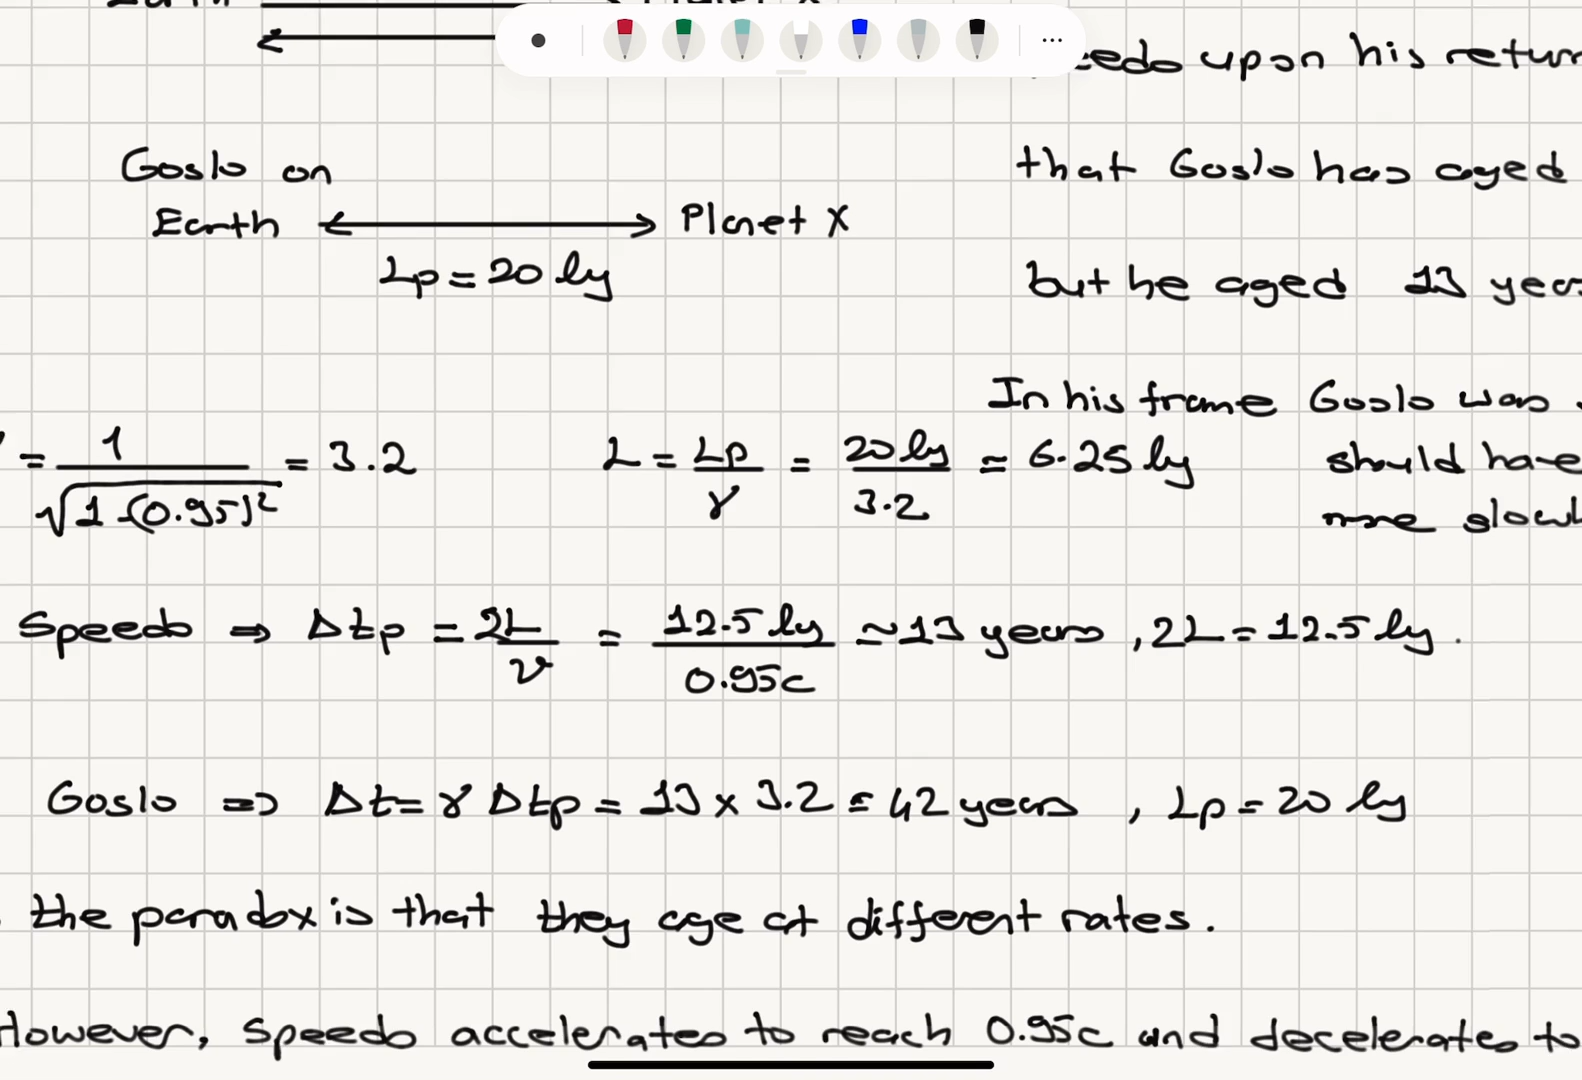 eedo upon his return
Goslo on
Earth
Planet X
Lp = 20 ly
that Goslo has aged
but he aged 13 yea
In his frame Goslo was
should have
more slowl
= 1/√1-(0.95)² = 3.2
L = Lp/γ = 20 ly/3.2 = 6.25 ly
Speedo ⇒ Δtp = 2L/v = 12.5 ly/0.95c ≃ 13 years , 2L = 12.5 ly .
Goslo ⇒ Δt = γ Δtp = 13 × 3.2 = 42 years , Lp = 20 ly
. the paradox is that they age at different rates.
However, Speedo accelerates to reach 0.95c and decelerates to